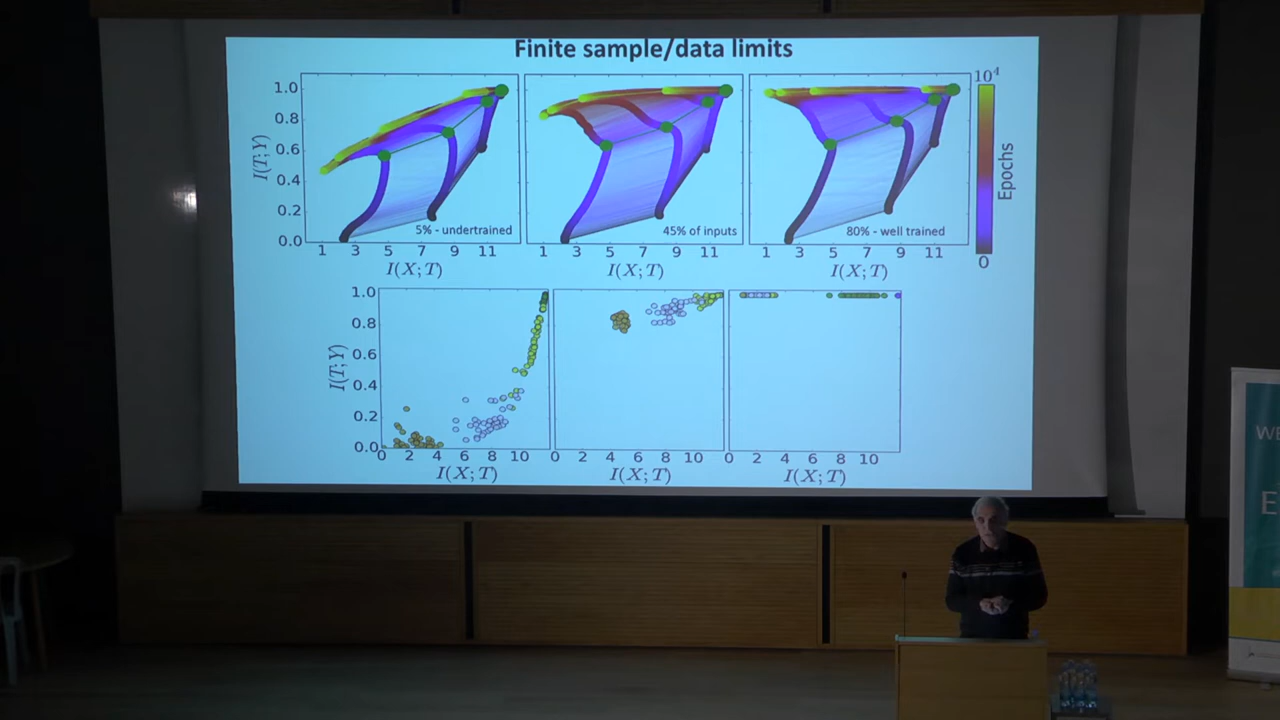 Finite sample/data limits
10⁴
1.0
0.8
0.6
0.4
0.2
0.0
I(T;Y)
5% - undertrained
45% of inputs
80% - well trained
Epochs
0
1 3 5 7 9 11
1 3 5 7 9 11
1 3 5 7 9 11
I(X;T)
I(X;T)
I(X;T)
1.0
0.8
0.6
0.4
0.2
0.0
I(T;Y)
0 2 4 6 8 10
0 2 4 6 8 10
0 2 4 6 8 10
I(X;T)
I(X;T)
I(X;T)
WE
E